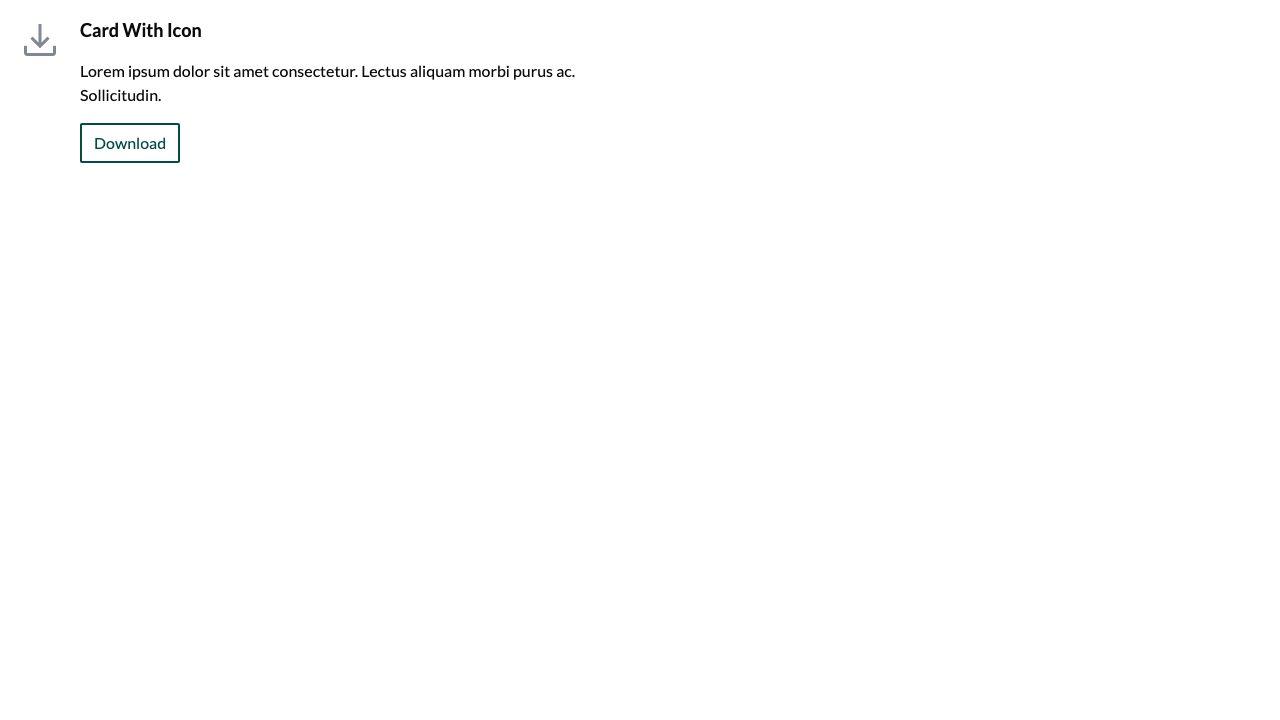 Card With Icon
Lorem ipsum dolor sit amet consectetur. Lectus aliquam morbi purus ac.
Sollicitudin.
Download